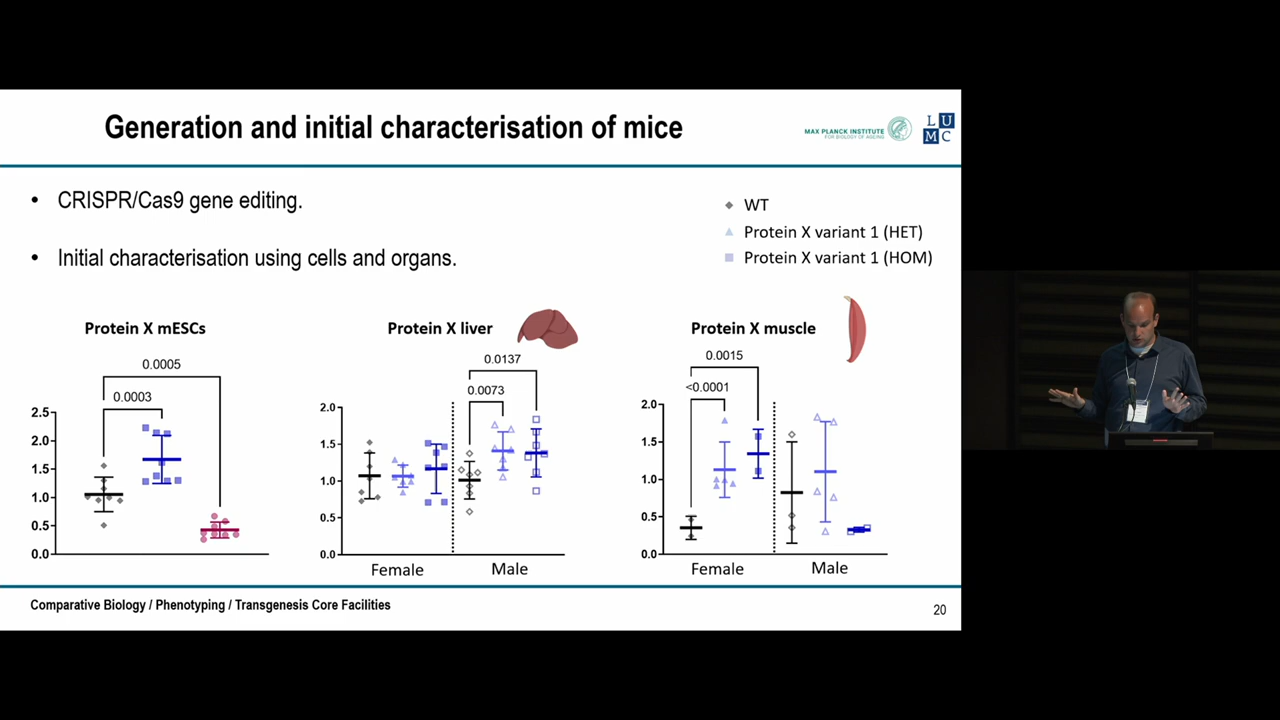 Generation and initial characterisation of mice
MAX PLANCK INSTITUTE
FOR BIOLOGY OF AGEING
L U
M C
• CRISPR/Cas9 gene editing.
• Initial characterisation using cells and organs.
WT
Protein X variant 1 (HET)
Protein X variant 1 (HOM)
Protein X mESCs
0.0005
0.0003
2.5
2.0
1.5
1.0
0.5
0.0
Protein X liver
0.0137
0.0073
2.0
1.5
1.0
0.5
0.0
Female
Male
Protein X muscle
0.0015
<0.0001
2.0
1.5
1.0
0.5
0.0
Female
Male
Comparative Biology / Phenotyping / Transgenesis Core Facilities
20